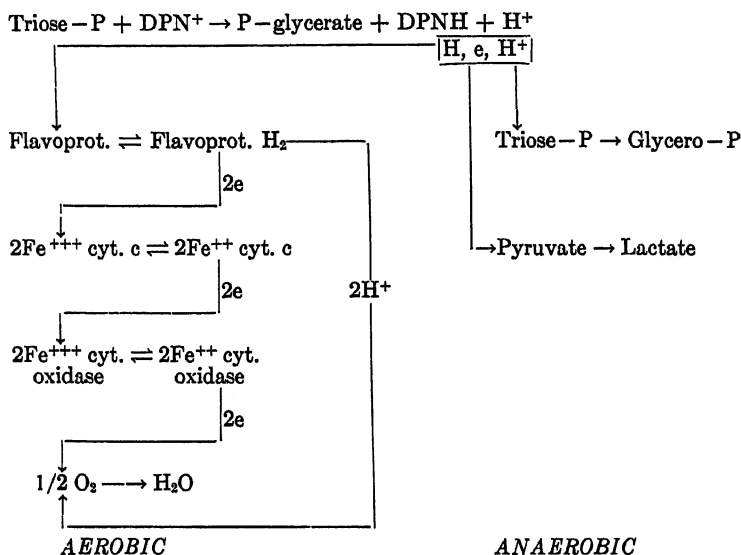 Triose–P + DPN⁺ → P–glycerate + DPNH + H⁺
H, e, H⁺
Flavoprot. ⇌ Flavoprot. H₂
Triose–P → Glycero–P
2e
2Fe⁺⁺⁺ cyt. c ⇌ 2Fe⁺⁺ cyt. c
→Pyruvate → Lactate
2e
2H⁺
2Fe⁺⁺⁺ cyt. ⇌ 2Fe⁺⁺ cyt.
oxidase oxidase
2e
1/2 O₂ → H₂O
AEROBIC ANAEROBIC